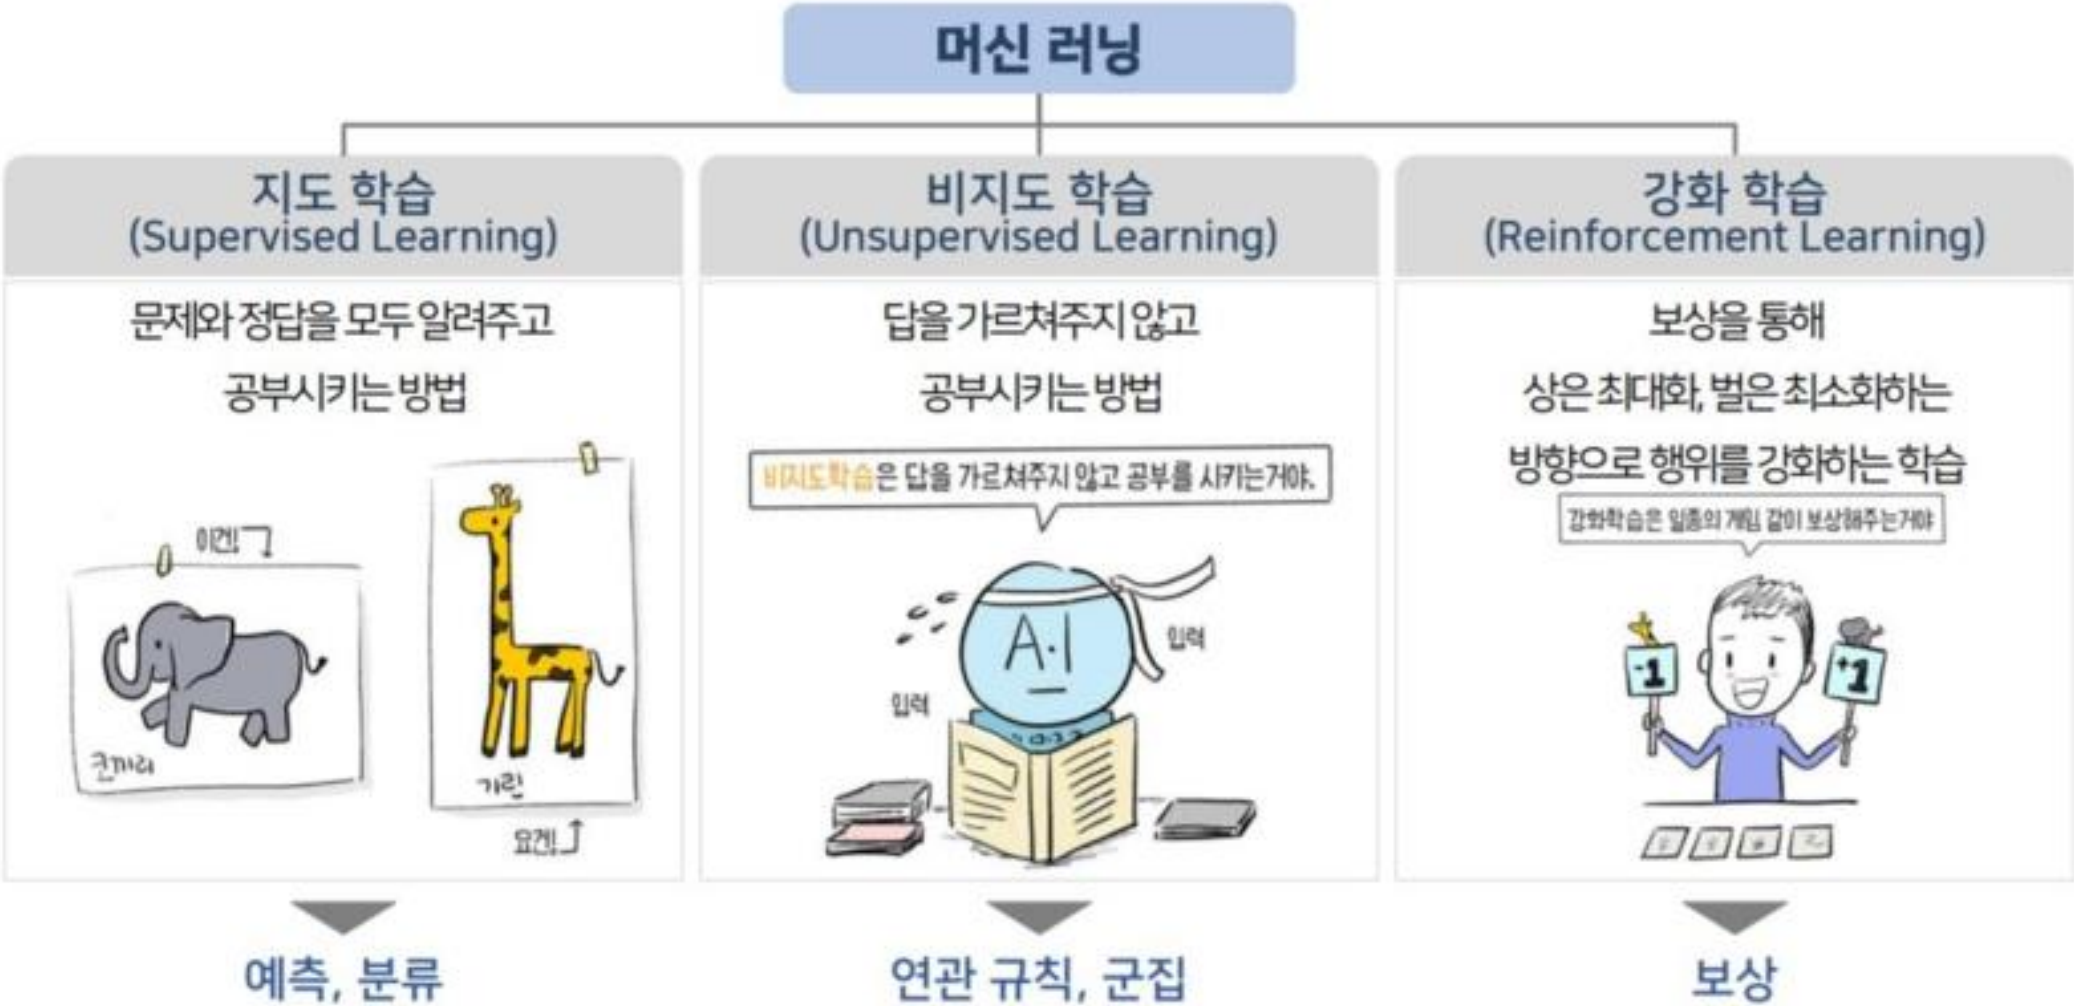 머신 러닝
지도 학습
(Supervised Learning)
문제와 정답을 모두 알려주고
공부시키는 방법
이건!
코끼리
기린
요건!
예측, 분류
비지도 학습
(Unsupervised Learning)
답을 가르쳐주지 않고
공부시키는 방법
비지도학습은 답을 가르쳐주지 않고 공부를 시키는거야.
A.I
입력
입력
연관 규칙, 군집
강화 학습
(Reinforcement Learning)
보상을 통해
상은 최대화, 벌은 최소화하는
방향으로 행위를 강화하는 학습
강화학습은 일종의 게임 같이 보상해주는거야
-1
+1
보상